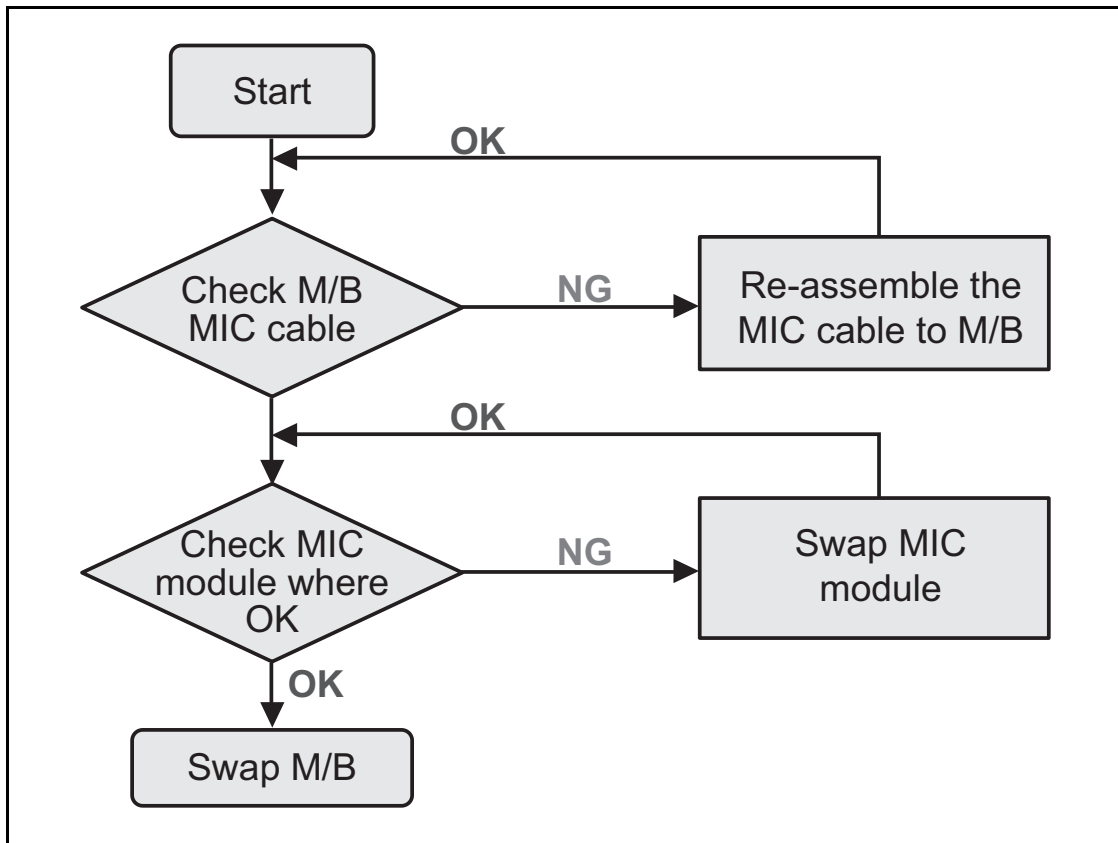 Start
OK
Check M/B
MIC cable
NG
Re-assemble the
MIC cable to M/B
OK
Check MIC
module where
OK
NG
Swap MIC
module
OK
Swap M/B